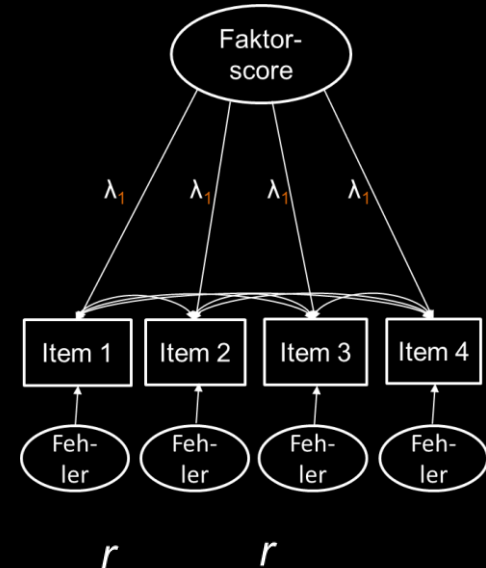 Faktor-
score
λ1 λ1 λ1 λ1
Item 1 Item 2 Item 3 Item 4
Feh- Feh- Feh- Feh-
ler ler ler ler
r r